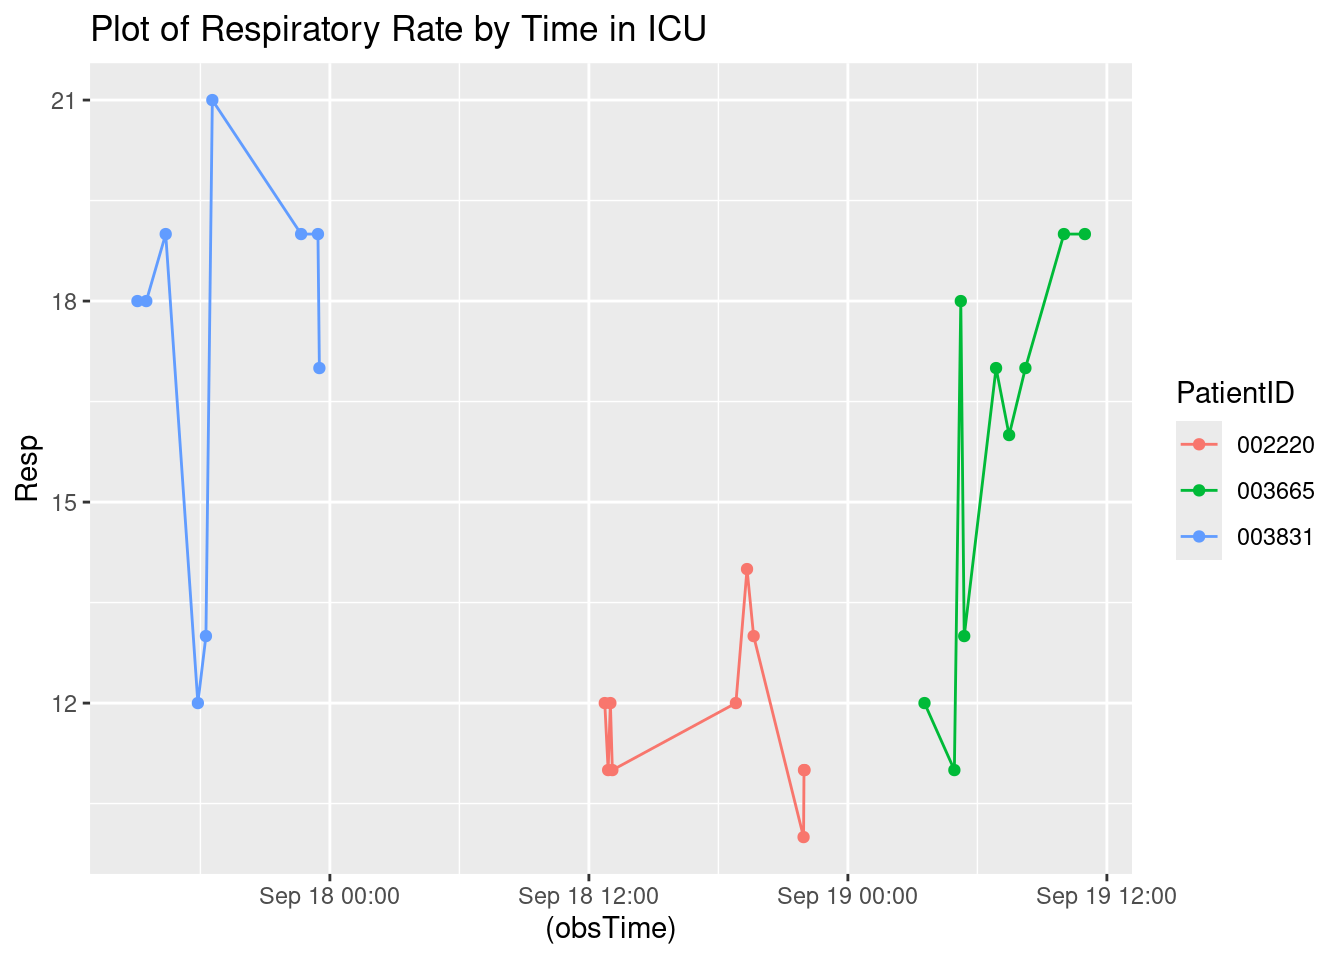 Plot of Respiratory Rate by Time in ICU
21
18
15
12
Resp
Sep 18 00:00
Sep 18 12:00
Sep 19 00:00
Sep 19 12:00
(obsTime)
PatientID
002220
003665
003831